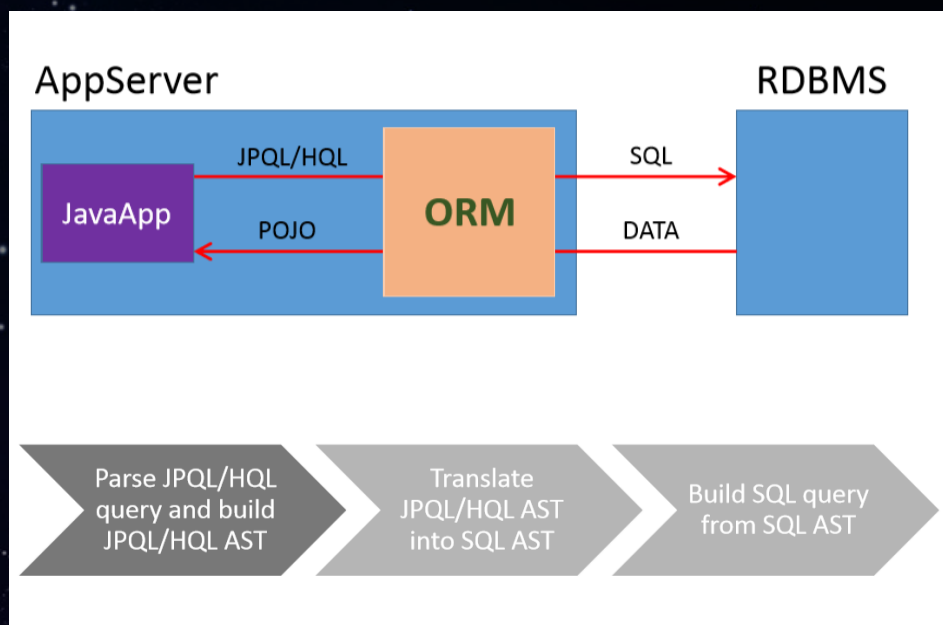 AppServer
RDBMS
JPQL/HQL
SQL
JavaApp
ORM
POJO
DATA
Parse JPQL/HQL
query and build
JPQL/HQL AST
Translate
JPQL/HQL AST
into SQL AST
Build SQL query
from SQL AST